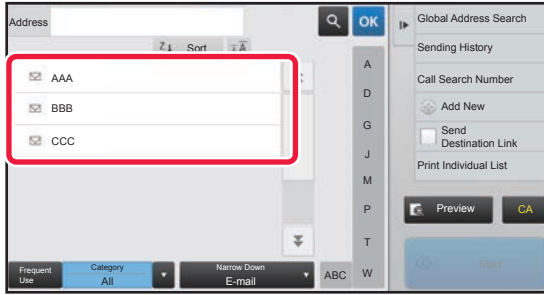 Address
OK
Sort
AAA
BBB
CCC
A
D
G
J
M
P
T
W
Frequent
Use
Category
All
Narrow Down
E-mail
ABC
Global Address Search
Sending History
Call Search Number
Add New
Send
Destination Link
Print Individual List
Preview
CA
Start